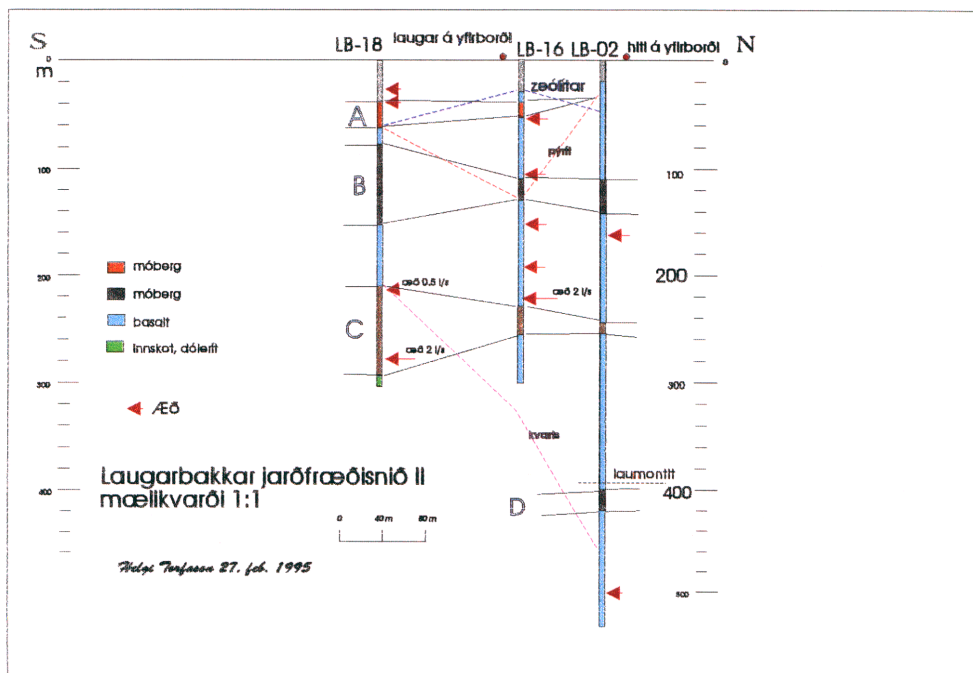 S
LB-18
laugar á yfirborði
LB-16
LB-02
hiti á yfirborði
N
0
m
0
zeólítar
A
pýrít
100
100
B
200
200
móberg
móberg
basalt
innskot, dólerít
æð 0.5 l/s
æð 2 l/s
C
æð 2 l/s
300
300
Æð
kvars
laumontít
Laugarbakkar jarðfræðisnið II
mælikvarði 1:1
400
400
D
0 40 m 80 m
Helgi Torfason 27. feb. 1995
500